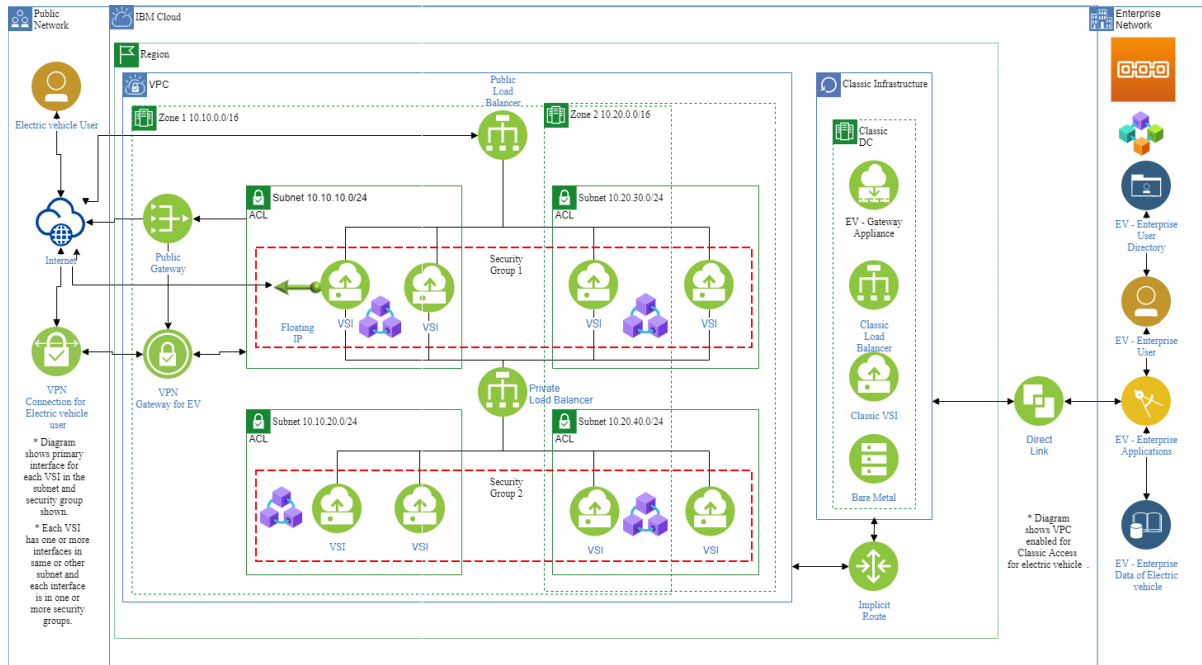 Public
Network
IBM Cloud
Enterprise
Network
Region
VPC
Public
Load
Balancer
Classic Infrastructure
Zone 1 10.10.0.0/16
Zone 2 10.20.0.0/16
Classic
DC
Electric vehicle User
Internet
VPN
Connection for
Electric vehicle
user
* Diagram
shows primary
interface for
each VSI in the
subnet and
security group
shown.
* Each VSI
has one or more
interfaces in
same or other
subnet and
each interface
is in one or
more security
groups.
Public
Gateway
VPN
Gateway for EV
Subnet 10.10.10.0/24
ACL
Subnet 10.20.30.0/24
ACL
Security
Group 1
Floating
IP
VSI
VSI
VSI
VSI
Private
Load Balancer
Subnet 10.10.20.0/24
ACL
Subnet 10.20.40.0/24
ACL
Security
Group 2
VSI
VSI
VSI
VSI
EV - Gateway
Appliance
Classic
Load
Balancer
Classic VSI
Bare Metal
Implicit
Route
Direct
Link
* Diagram
shows VPC
enabled for
Classic Access
for electric vehicle .
EV - Enterprise
User
Directory
EV - Enterprise
User
EV - Enterprise
Applications
EV - Enterprise
Data of Electric
vehicle